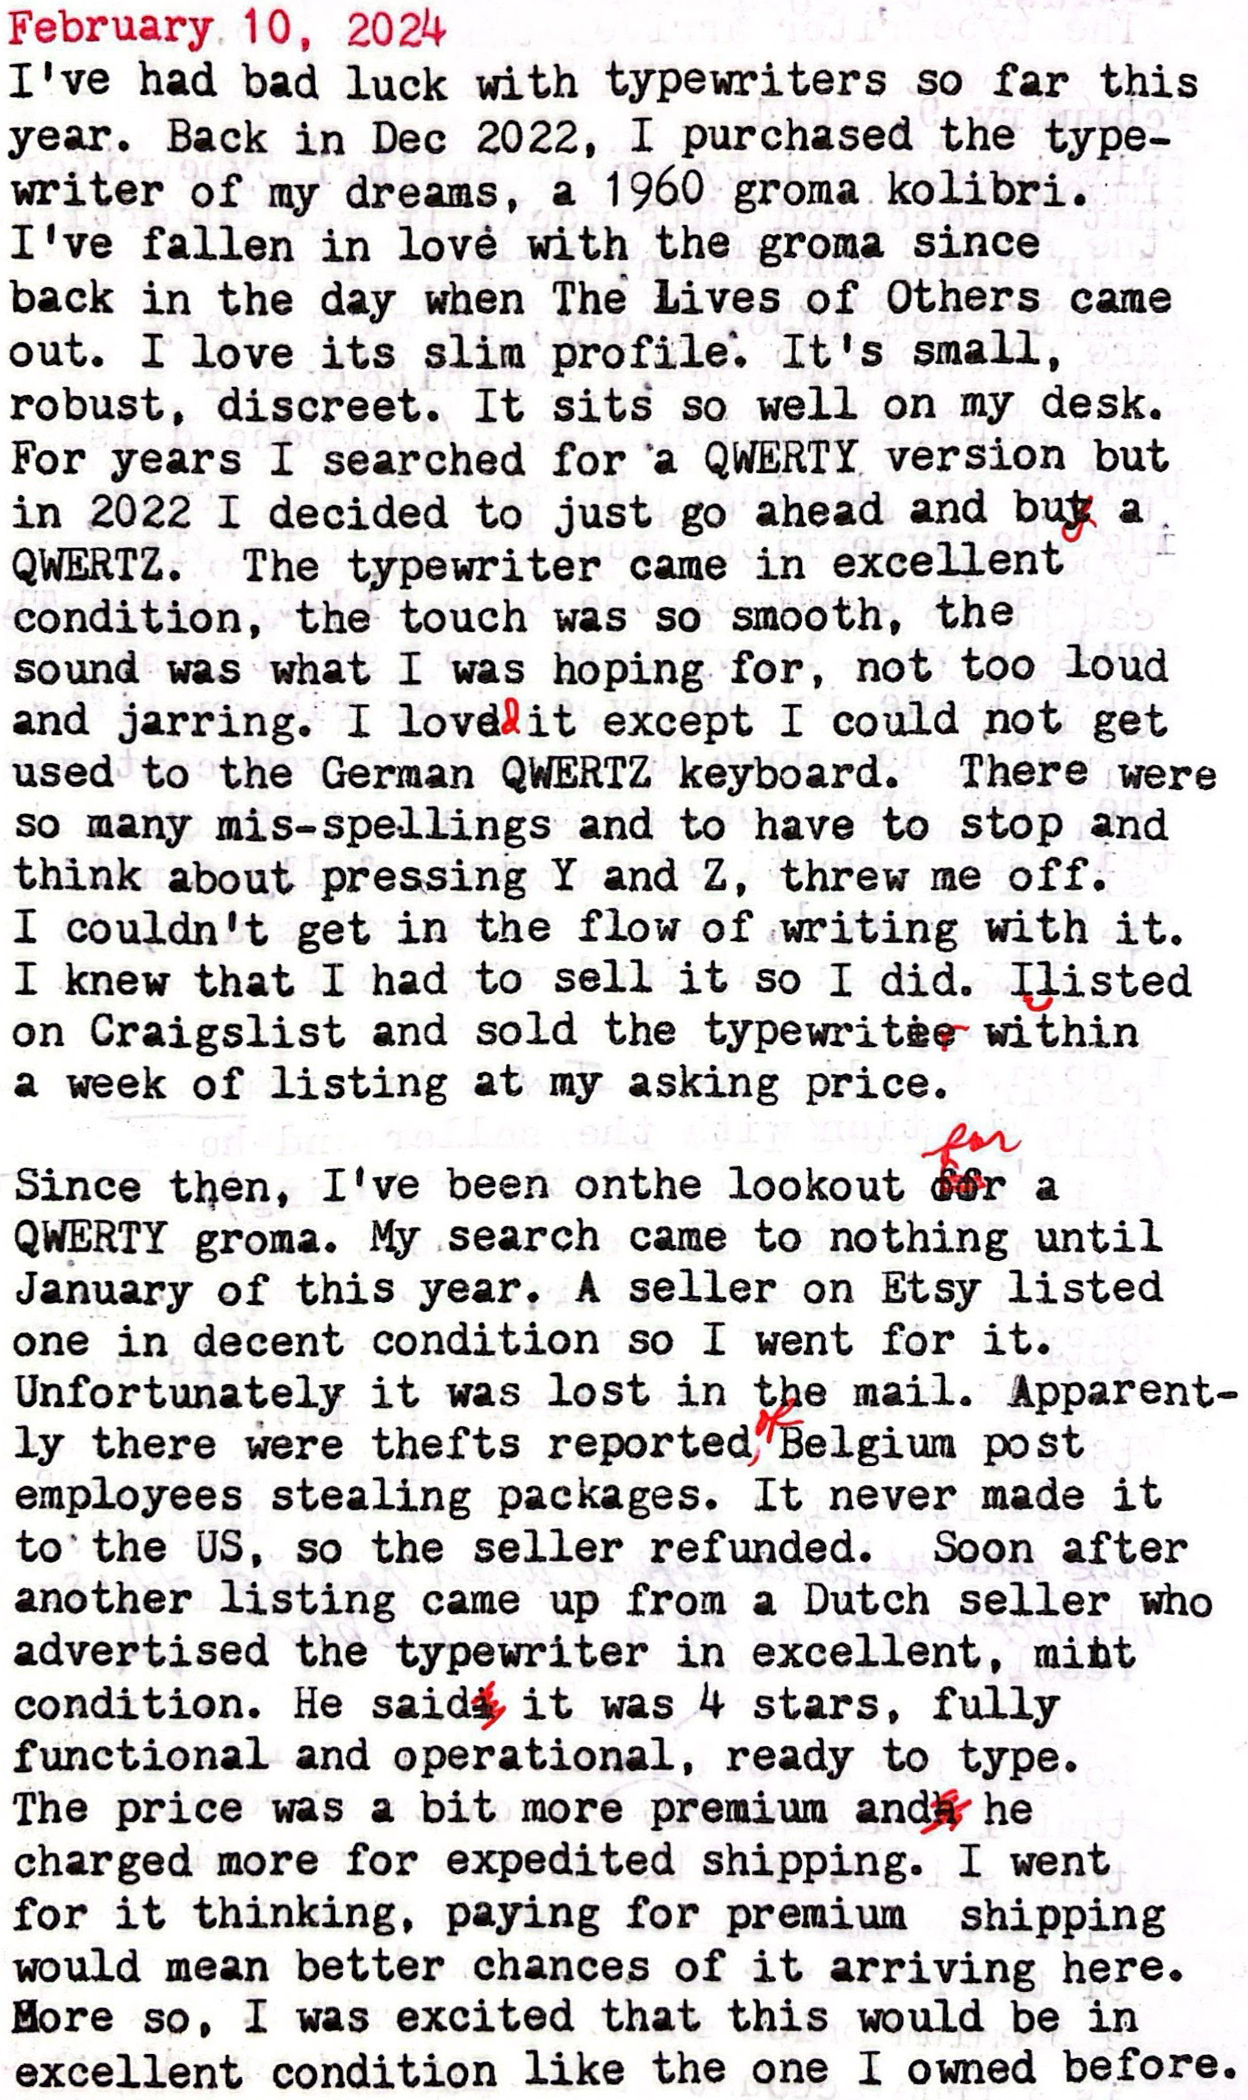 February 10, 2024
I've had bad luck with typewriters so far this
year. Back in Dec 2022, I purchased the type-
writer of my dreams, a 1960 groma kolibri.
I've fallen in love with the groma since
back in the day when The Lives of Others came
out. I love its slim profile. It's small,
robust, discreet. It sits so well on my desk.
For years I searched for a QWERTY version but
in 2022 I decided to just go ahead and buy a
QWERTZ. The typewriter came in excellent
condition, the touch was so smooth, the
sound was what I was hoping for, not too loud
and jarring. I loved it except I could not get
used to the German QWERTZ keyboard. There were
so many mis-spellings and to have to stop and
think about pressing Y and Z, threw me off.
I couldn't get in the flow of writing with it.
I knew that I had to sell it so I did. I listed
on Craigslist and sold the typewriter within
a week of listing at my asking price.
Since then, I've been onthe lookout for a
QWERTY groma. My search came to nothing until
January of this year. A seller on Etsy listed
one in decent condition so I went for it.
Unfortunately it was lost in the mail. Apparent-
ly there were thefts reported, of Belgium post
employees stealing packages. It never made it
to the US, so the seller refunded. Soon after
another listing came up from a Dutch seller who
advertised the typewriter in excellent, mint
condition. He said it was 4 stars, fully
functional and operational, ready to type.
The price was a bit more premium and he
charged more for expedited shipping. I went
for it thinking, paying for premium shipping
would mean better chances of it arriving here.
More so, I was excited that this would be in
excellent condition like the one I owned before.